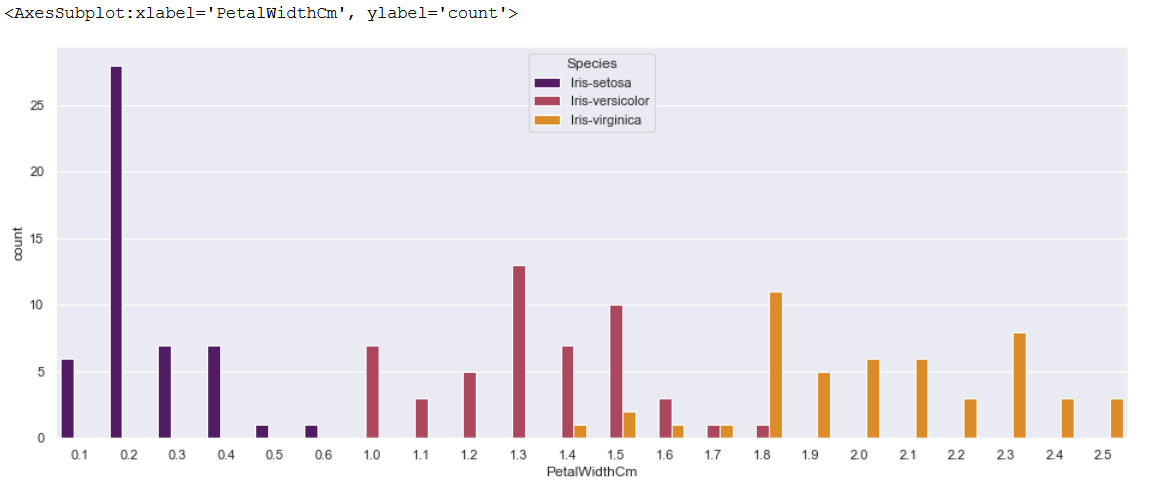 <AxesSubplot:xlabel='PetalWidthCm', ylabel='count'>
Species
Iris-setosa
Iris-versicolor
Iris-virginica
count
25
20
15
10
5
0
0.1 0.2 0.3 0.4 0.5 0.6 1.0 1.1 1.2 1.3 1.4 1.5 1.6 1.7 1.8 1.9 2.0 2.1 2.2 2.3 2.4 2.5
PetalWidthCm